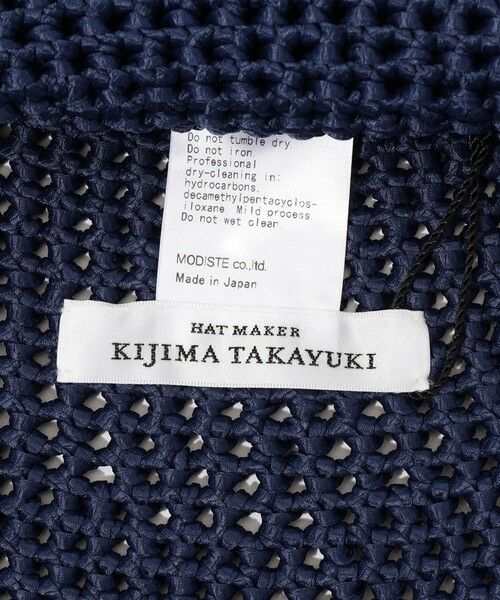 Do not tumble dry.
Do not iron.
Professional
dry-cleaning in:
hydrocarbons,
decamethylpentacyclos-
iloxane. Mild process.
Do not wet clean.
MODISTE co.,ltd.
Made in Japan
HAT MAKER
KIJIMA TAKAYUKI